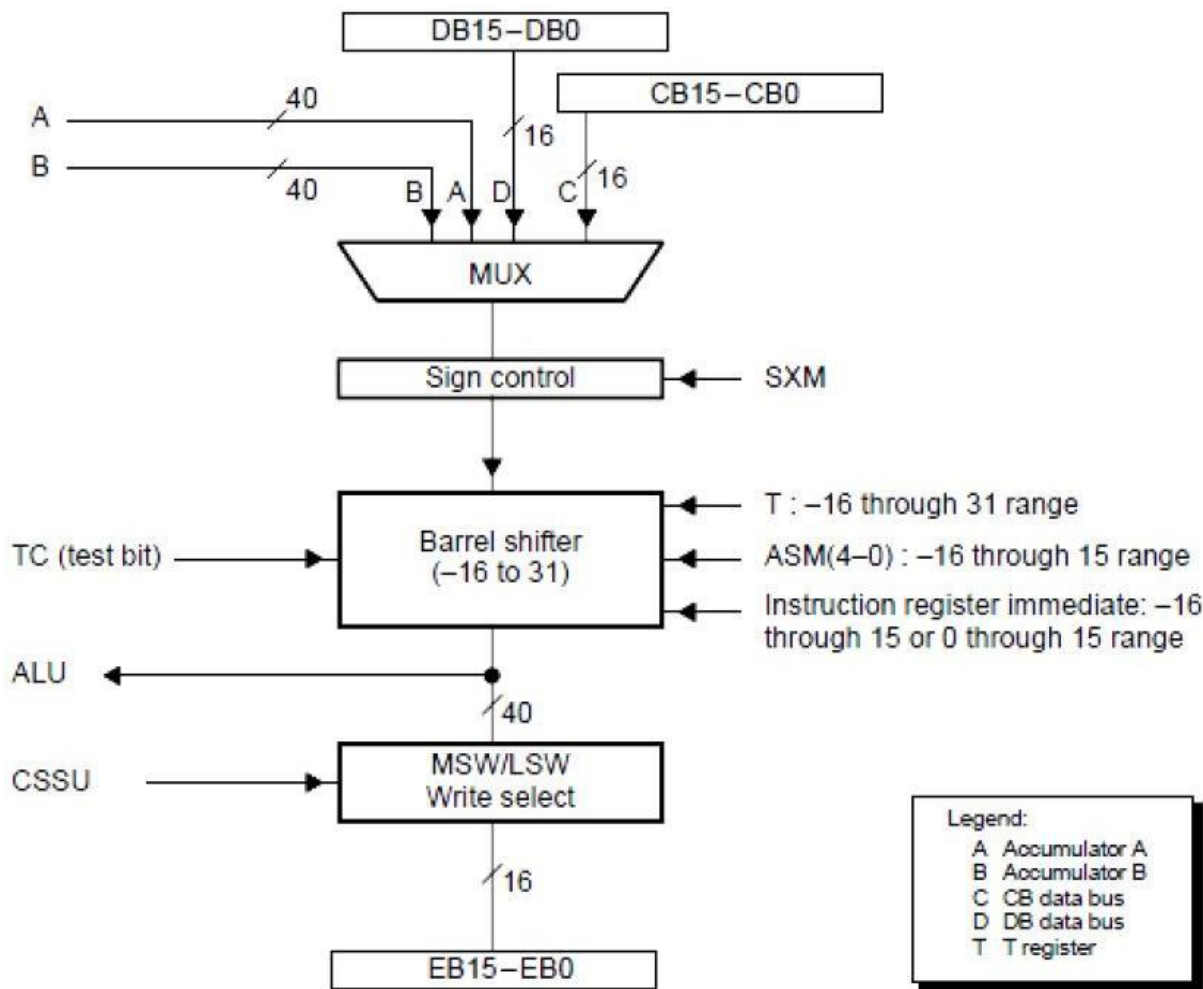 DB15–DB0
CB15–CB0
A
40
16
B
40
16
B
A
D
C
MUX
Sign control
SXM
T : –16 through 31 range
TC (test bit)
Barrel shifter
(–16 to 31)
ASM(4–0) : –16 through 15 range
Instruction register immediate: –16
through 15 or 0 through 15 range
ALU
40
CSSU
MSW/LSW
Write select
16
EB15–EB0
Legend:
A Accumulator A
B Accumulator B
C CB data bus
D DB data bus
T T register